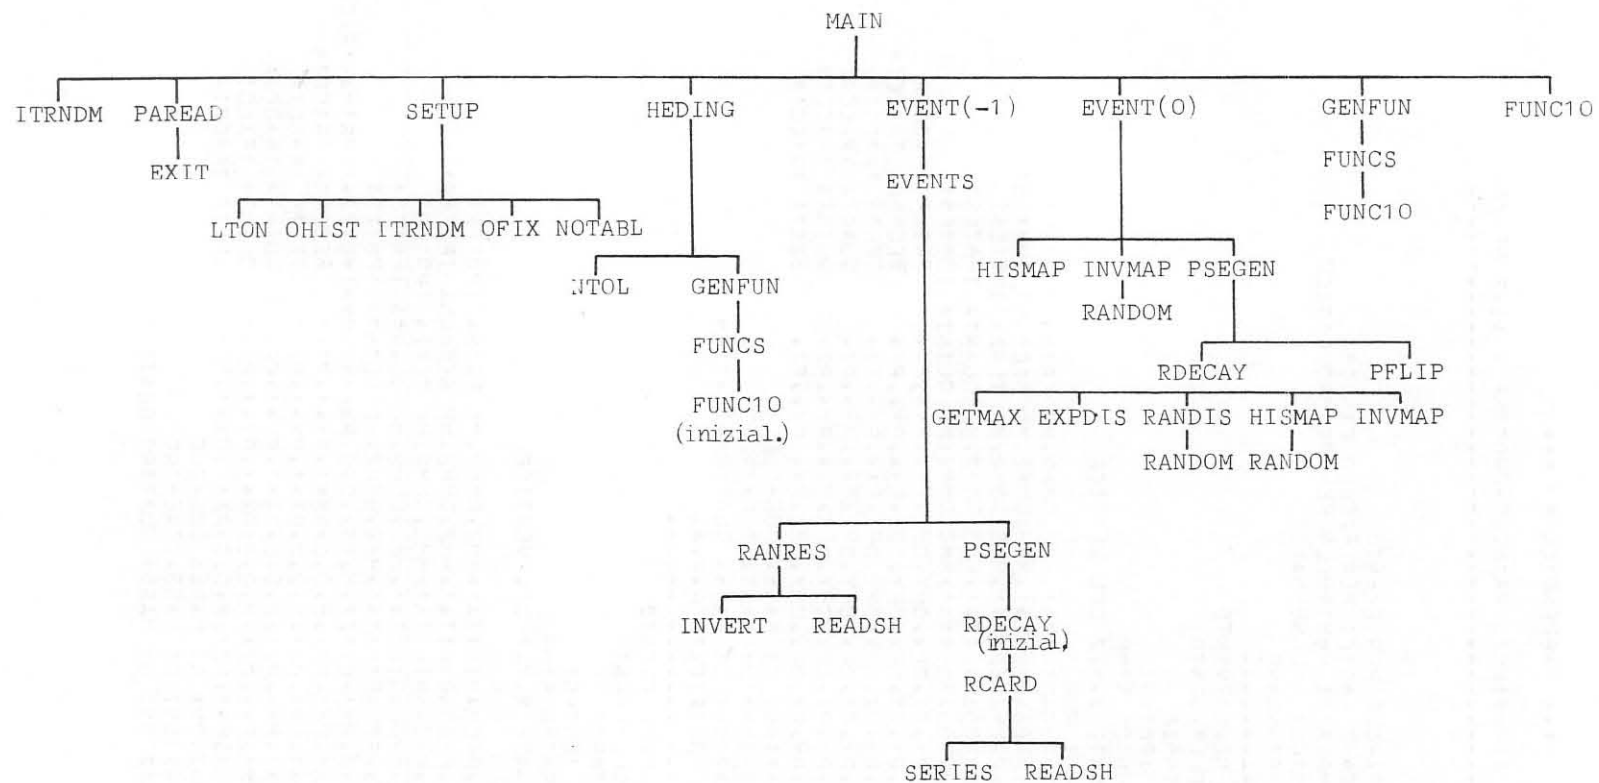 MAIN
ITRNDM PAREAD SETUP HEDING EVENT(-1) EVENT(0) GENFUN FUNC10
EXIT EVENTS FUNCS
LTON OHIST ITRNDM OFIX NOTABL FUNC10
HISMAP INVMAP PSEGEN
NTOL GENFUN RANDOM
FUNCS
RDECAY PFLIP
FUNC10 GETMAX EXPDIS RANDIS HISMAP INVMAP
(inizial.)
RANDOM RANDOM
RANRES PSEGEN
INVERT READSH RDECAY
(inizial.)
RCARD
SERIES READSH